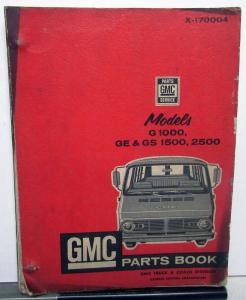 X-170004
PARTS
GMC
SERVICE
Models
G 1000,
GE & GS 1500, 2500
GMC
PARTS BOOK
GMC TRUCK & COACH DIVISION
GENERAL MOTORS CORPORATION